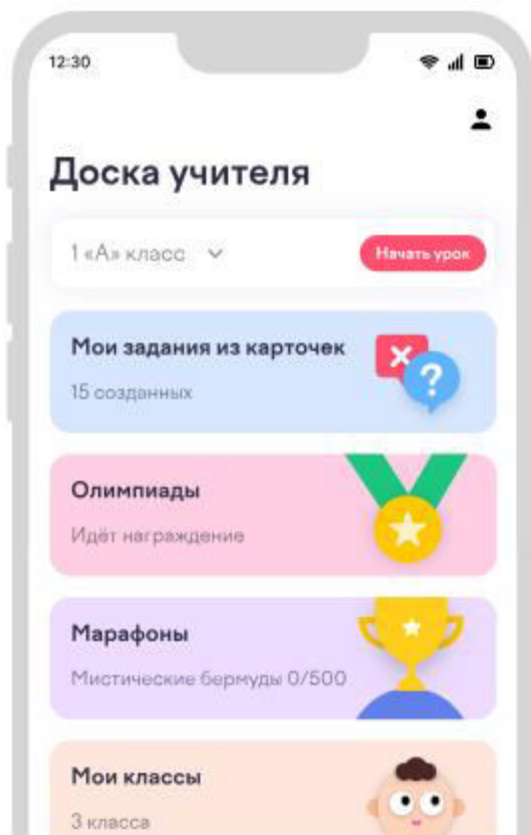 12:30
Доска учителя
1 «А» класс
Начать урок
Мои задания из карточек
15 созданных
?
Олимпиады
Идёт награждение
Марафоны
Мистические бермуды 0/500
Мои классы
3 класса